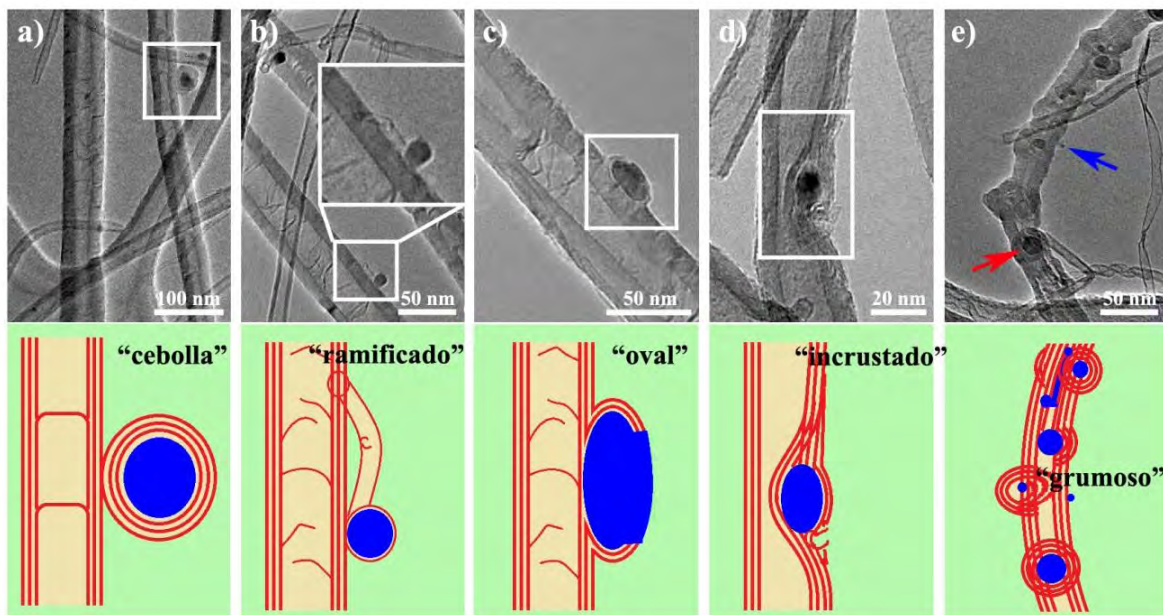 a)
b)
c)
d)
e)
100 nm
50 nm
50 nm
20 nm
50 nm
“cebolla”
“ramificado”
“oval”
“incrustado”
“grumoso”